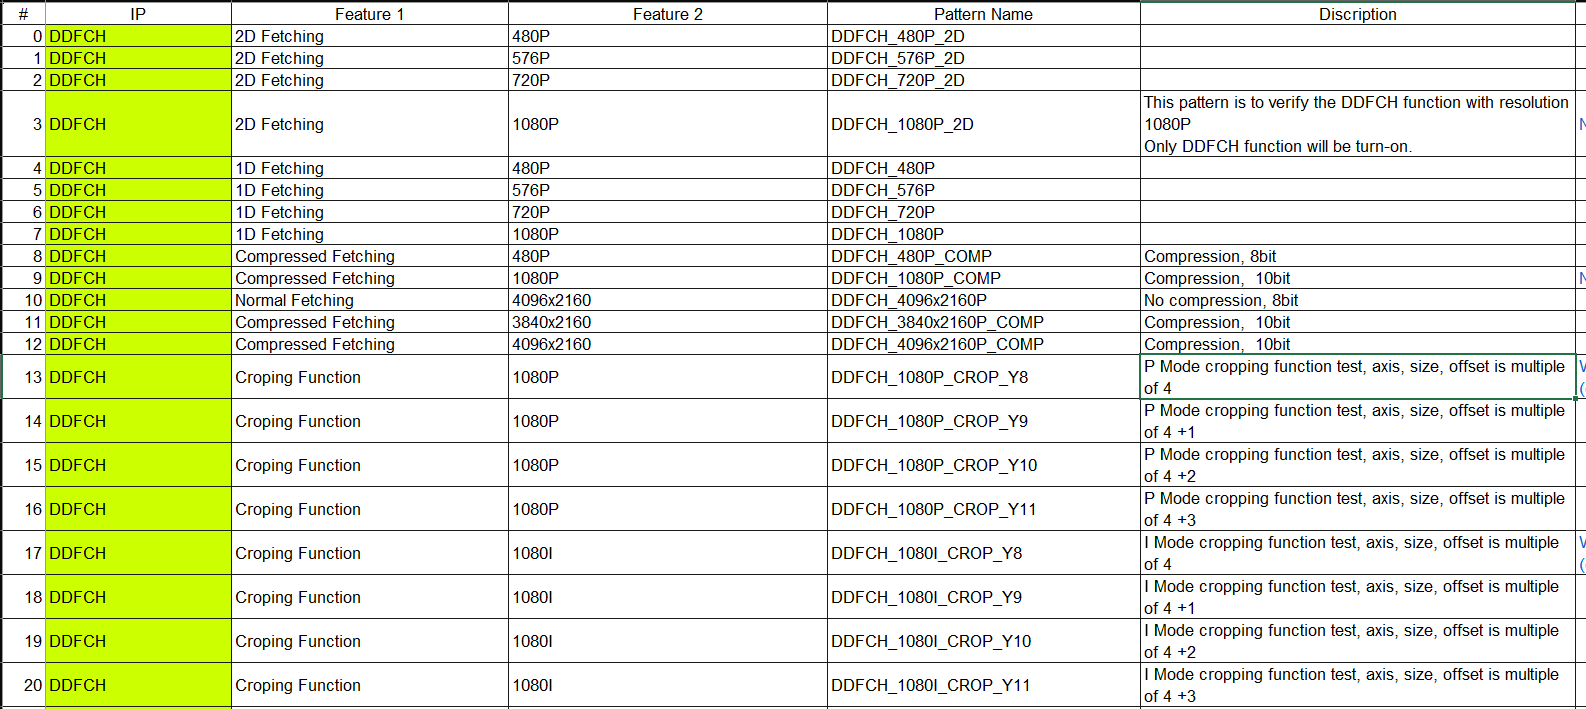 # IP Feature 1 Feature 2 Pattern Name Discription
0 DDFCH 2D Fetching 480P DDFCH_480P_2D
1 DDFCH 2D Fetching 576P DDFCH_576P_2D
2 DDFCH 2D Fetching 720P DDFCH_720P_2D
3 DDFCH 2D Fetching 1080P DDFCH_1080P_2D This pattern is to verify the DDFCH function with resolution
1080P
Only DDFCH function will be turn-on.
4 DDFCH 1D Fetching 480P DDFCH_480P
5 DDFCH 1D Fetching 576P DDFCH_576P
6 DDFCH 1D Fetching 720P DDFCH_720P
7 DDFCH 1D Fetching 1080P DDFCH_1080P
8 DDFCH Compressed Fetching 480P DDFCH_480P_COMP Compression, 8bit
9 DDFCH Compressed Fetching 1080P DDFCH_1080P_COMP Compression,  10bit
10 DDFCH Normal Fetching 4096x2160 DDFCH_4096x2160P No compression, 8bit
11 DDFCH Compressed Fetching 3840x2160 DDFCH_3840x2160P_COMP Compression,  10bit
12 DDFCH Compressed Fetching 4096x2160 DDFCH_4096x2160P_COMP Compression,  10bit
13 DDFCH Croping Function 1080P DDFCH_1080P_CROP_Y8 P Mode cropping function test, axis, size, offset is multiple
of 4
14 DDFCH Croping Function 1080P DDFCH_1080P_CROP_Y9 P Mode cropping function test, axis, size, offset is multiple
of 4 +1
15 DDFCH Croping Function 1080P DDFCH_1080P_CROP_Y10 P Mode cropping function test, axis, size, offset is multiple
of 4 +2
16 DDFCH Croping Function 1080P DDFCH_1080P_CROP_Y11 P Mode cropping function test, axis, size, offset is multiple
of 4 +3
17 DDFCH Croping Function 1080I DDFCH_1080I_CROP_Y8 I Mode cropping function test, axis, size, offset is multiple
of 4
18 DDFCH Croping Function 1080I DDFCH_1080I_CROP_Y9 I Mode cropping function test, axis, size, offset is multiple
of 4 +1
19 DDFCH Croping Function 1080I DDFCH_1080I_CROP_Y10 I Mode cropping function test, axis, size, offset is multiple
of 4 +2
20 DDFCH Croping Function 1080I DDFCH_1080I_CROP_Y11 I Mode cropping function test, axis, size, offset is multiple
of 4 +3